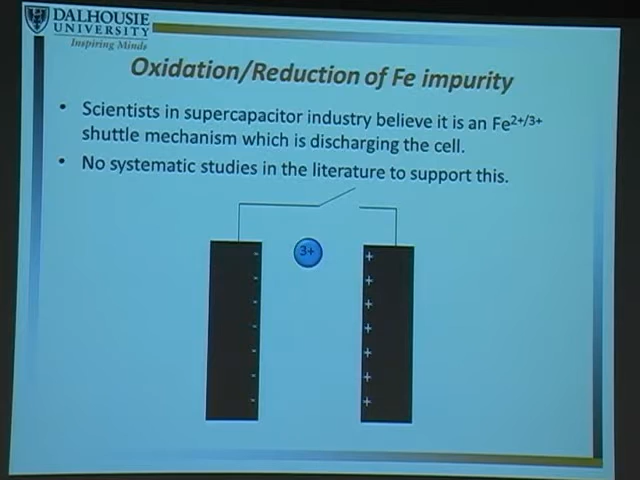 DALHOUSIE
UNIVERSITY
Inspiring Minds
Oxidation/Reduction of Fe impurity
• Scientists in supercapacitor industry believe it is an Fe2+/3+
shuttle mechanism which is discharging the cell.
• No systematic studies in the literature to support this.
3+
- +
- +
- +
- +
- +
- +
- +